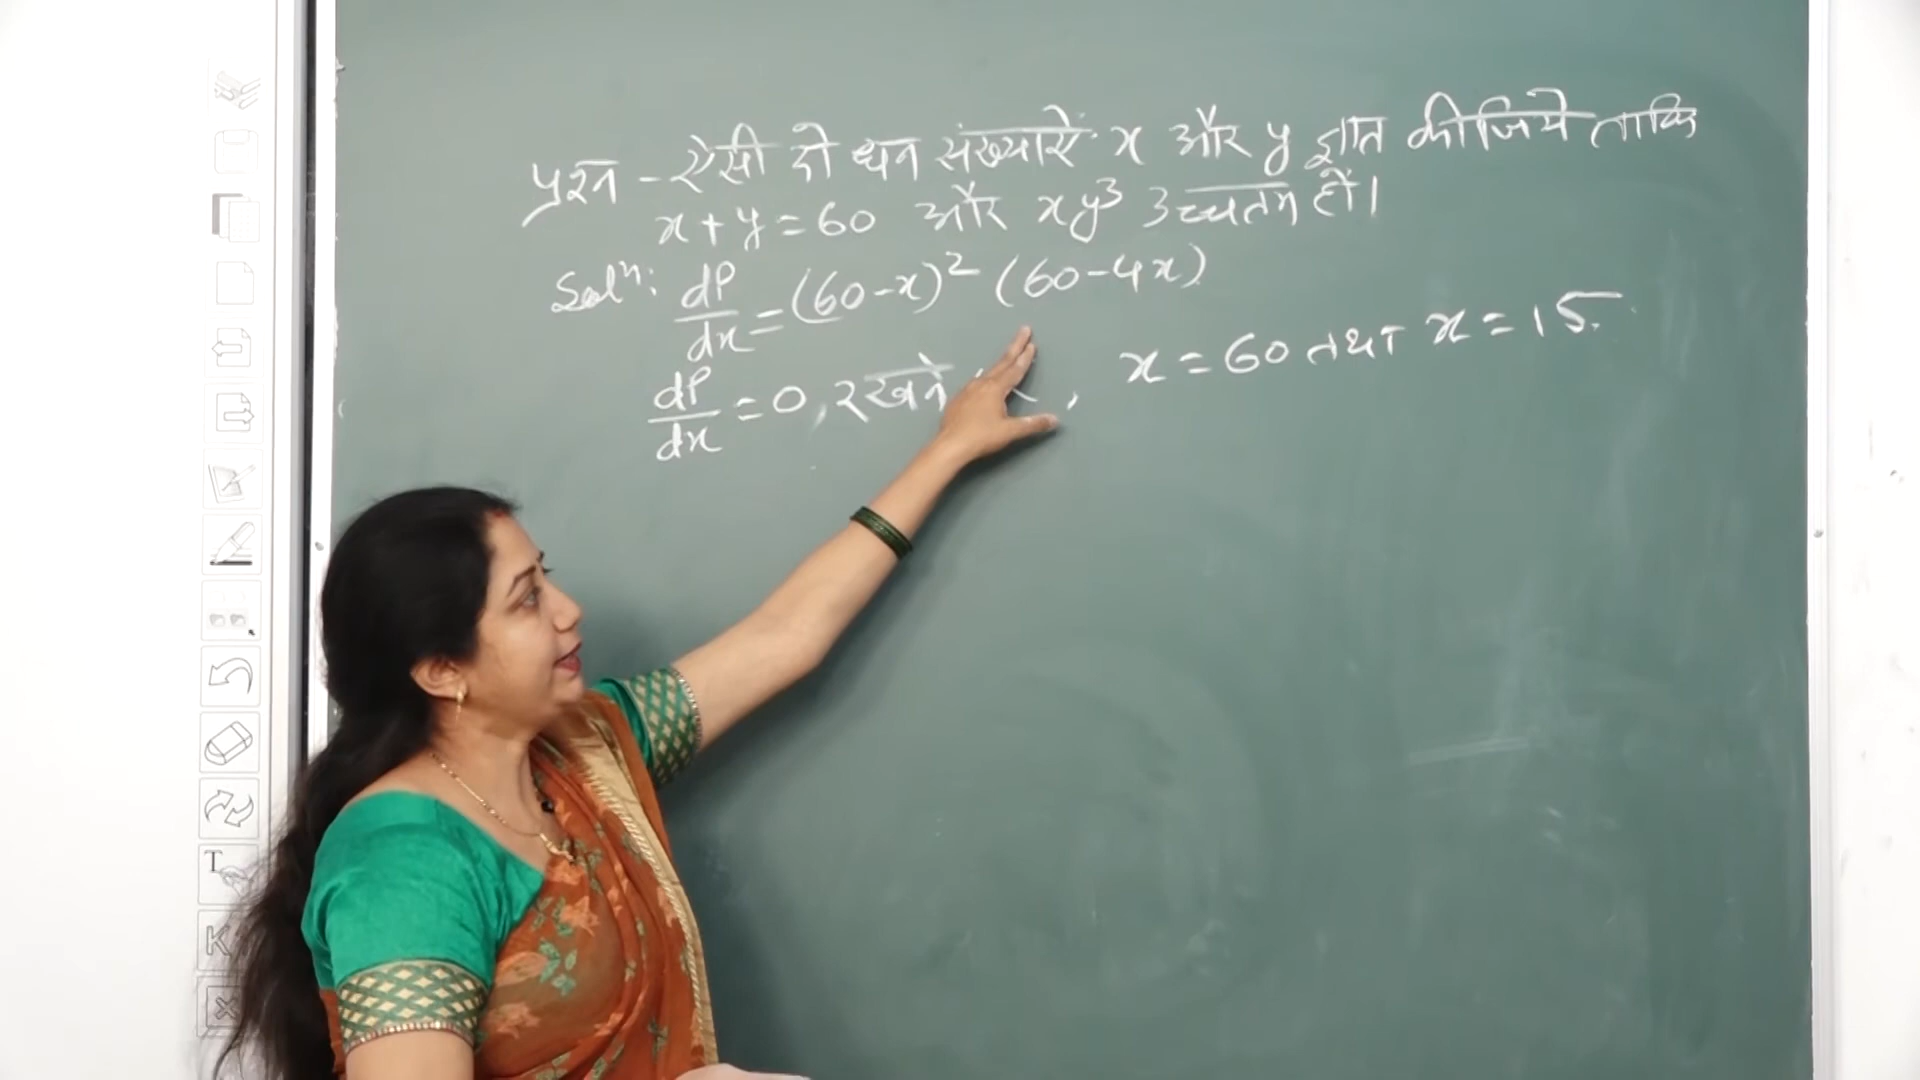 प्रश्न - ऐसी दो धन संख्यायें x और y ज्ञात कीजिये ताकि
x + y = 60 और xy³ उच्चतम हो।
Solⁿ: dP/dx = (60-x)² (60-4x)
dP/dx = 0, रखने , x = 60 तथा x = 15.
T
K